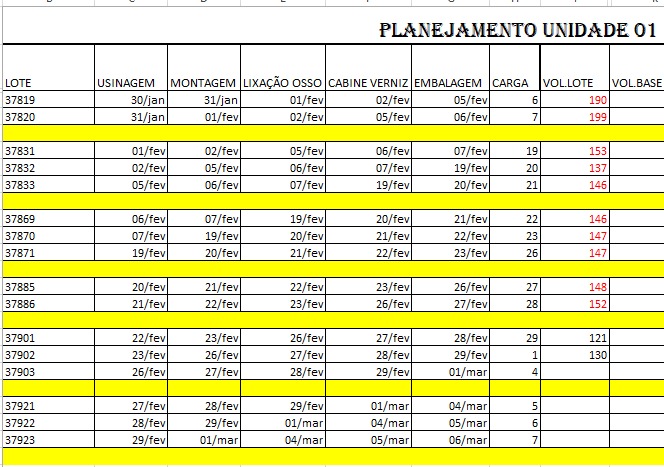 PLANEJAMENTO UNIDADE 01
LOTE USINAGEM MONTAGEM LIXAÇÃO OSSO CABINE VERNIZ EMBALAGEM CARGA VOL.LOTE VOL.BASE
37819 30/jan 31/jan 01/fev 02/fev 05/fev 6 190
37820 31/jan 01/fev 02/fev 05/fev 06/fev 7 199
37831 01/fev 02/fev 05/fev 06/fev 07/fev 19 153
37832 02/fev 05/fev 06/fev 07/fev 19/fev 20 137
37833 05/fev 06/fev 07/fev 19/fev 20/fev 21 146
37869 06/fev 07/fev 19/fev 20/fev 21/fev 22 146
37870 07/fev 19/fev 20/fev 21/fev 22/fev 23 147
37871 19/fev 20/fev 21/fev 22/fev 23/fev 26 147
37885 20/fev 21/fev 22/fev 23/fev 26/fev 27 148
37886 21/fev 22/fev 23/fev 26/fev 27/fev 28 152
37901 22/fev 23/fev 26/fev 27/fev 28/fev 29 121
37902 23/fev 26/fev 27/fev 28/fev 29/fev 1 130
37903 26/fev 27/fev 28/fev 29/fev 01/mar 4
37921 27/fev 28/fev 29/fev 01/mar 04/mar 5
37922 28/fev 29/fev 01/mar 04/mar 05/mar 6
37923 29/fev 01/mar 04/mar 05/mar 06/mar 7